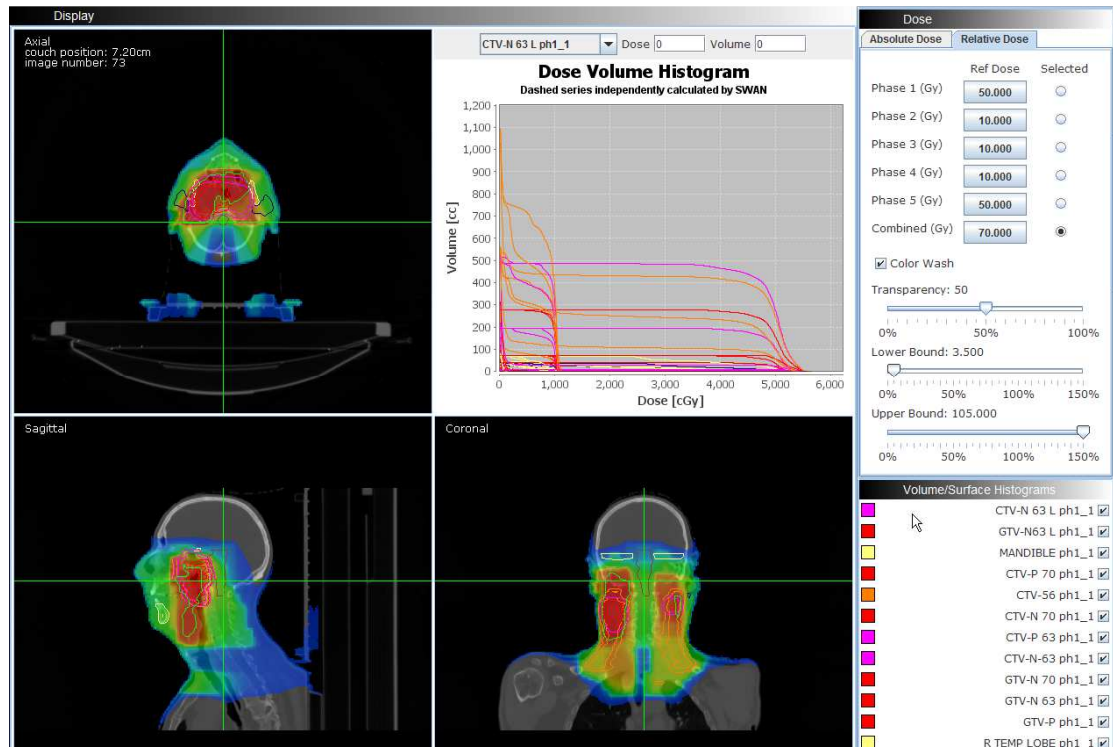 Display
Axial
couch position: 7.20cm
image number: 73
CTV-N 63 L ph1_1 Dose 0 Volume 0
Dose Volume Histogram
Dashed series independently calculated by SWAN
1,200
1,100
1,000
900
800
700
600
500
400
300
200
100
0
Volume [cc]
0 1,000 2,000 3,000 4,000 5,000 6,000
Dose [cGy]
Sagittal
Coronal
Dose
Absolute Dose Relative Dose
Ref Dose Selected
Phase 1 (Gy) 50.000
Phase 2 (Gy) 10.000
Phase 3 (Gy) 10.000
Phase 4 (Gy) 10.000
Phase 5 (Gy) 50.000
Combined (Gy) 70.000
Color Wash
Transparency: 50
0% 50% 100%
Lower Bound: 3.500
0% 50% 100% 150%
Upper Bound: 105.000
0% 50% 100% 150%
Volume/Surface Histograms
CTV-N 63 L ph1_1
GTV-N63 L ph1_1
MANDIBLE ph1_1
CTV-P 70 ph1_1
CTV-56 ph1_1
CTV-N 70 ph1_1
CTV-P 63 ph1_1
CTV-N-63 ph1_1
GTV-N 70 ph1_1
GTV-N 63 ph1_1
GTV-P ph1_1
R TEMP LOBE ph1_1